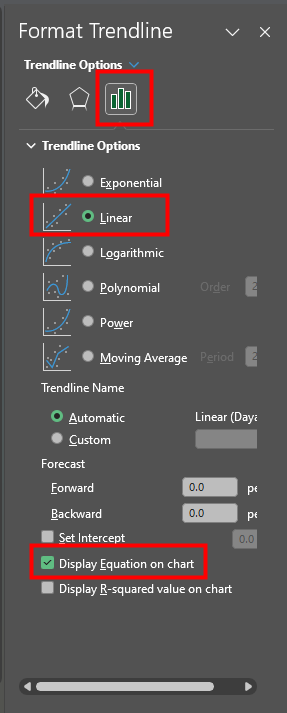 Format Trendline
Trendline Options
Trendline Options
Exponential
Linear
Logarithmic
Polynomial Order 2
Power
Moving Average Period 2
Trendline Name
Automatic Linear (Daya
Custom
Forecast
Forward 0.0 pe
Backward 0.0 pe
Set Intercept 0.0
Display Equation on chart
Display R-squared value on chart